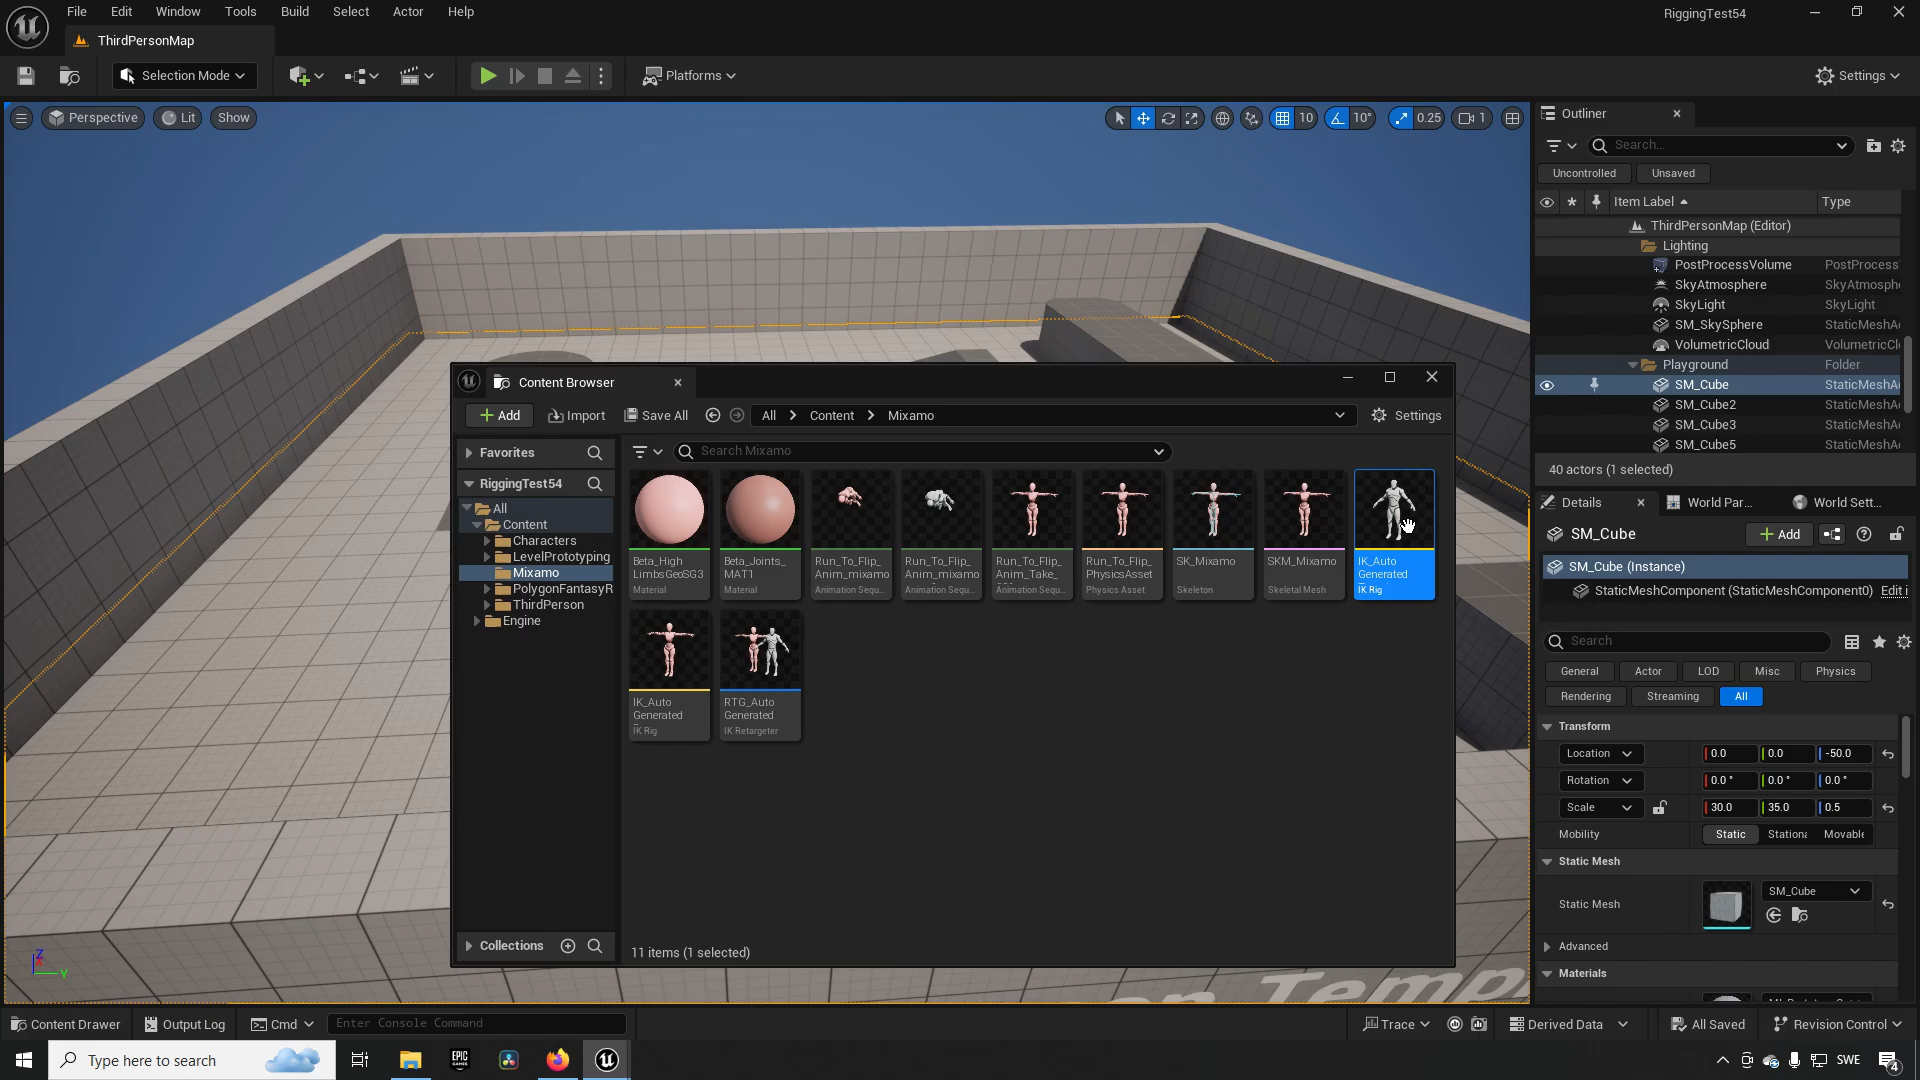 File Edit Window Tools Build Select Actor Help
RiggingTest54
ThirdPersonMap
Selection Mode
Platforms
Settings
Perspective Lit Show
10 10° 0.25 1
Outliner
Search...
Uncontrolled Unsaved
Item Label Type
ThirdPersonMap (Editor)
Lighting
PostProcessVolume PostProcess
SkyAtmosphere SkyAtmosph
SkyLight SkyLight
SM_SkySphere StaticMeshA
VolumetricCloud VolumetricCl
Playground Folder
SM_Cube StaticMeshA
SM_Cube2 StaticMeshA
SM_Cube3 StaticMeshA
SM_Cube5 StaticMeshA
40 actors (1 selected)
Content Browser
Add Import Save All All Content Mixamo Settings
Favorites
Search Mixamo
RiggingTest54
All
Content
Characters
LevelPrototyping
Mixamo
PolygonFantasyR
ThirdPerson
Engine
Collections
Beta_High
LimbsGeoSG3
Material
Beta_Joints_
MAT1
Material
Run_To_Flip_
Anim_mixamo
Animation Sequ...
Run_To_Flip_
Anim_mixamo
Animation Sequ...
Run_To_Flip_
Anim_Take_
Animation Sequ...
Run_To_Flip_
PhysicsAsset
Physics Asset
SK_Mixamo
Skeleton
SKM_Mixamo
Skeletal Mesh
IK_Auto
Generated
IK Rig
IK_Auto
Generated
IK Rig
RTG_Auto
Generated
IK Retargeter
11 items (1 selected)
Details World Par... World Sett...
SM_Cube
Add
SM_Cube (Instance)
StaticMeshComponent (StaticMeshComponent0) Edit i
Search
General Actor LOD Misc Physics
Rendering Streaming All
Transform
Location 0.0 0.0 -50.0
Rotation 0.0 ° 0.0 ° 0.0 °
Scale 30.0 35.0 0.5
Mobility Static Stationa Movable
Static Mesh
Static Mesh SM_Cube
Advanced
Materials
Z
Y
Content Drawer Output Log Cmd Enter Console Command
Trace Derived Data All Saved Revision Control
Type here to search
EPIC
GAMES
SWE
4